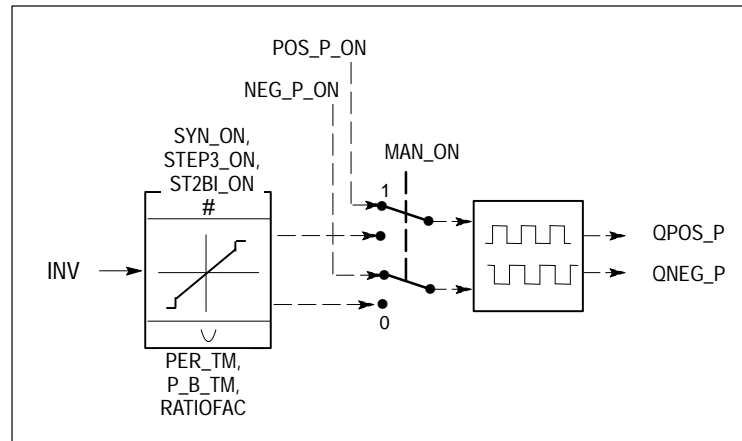 POS_P_ON
NEG_P_ON
SYN_ON,
STEP3_ON,
ST2BI_ON
MAN_ON
#
1
QPOS_P
INV
QNEG_P
0
PER_TM,
P_B_TM,
RATIOFAC